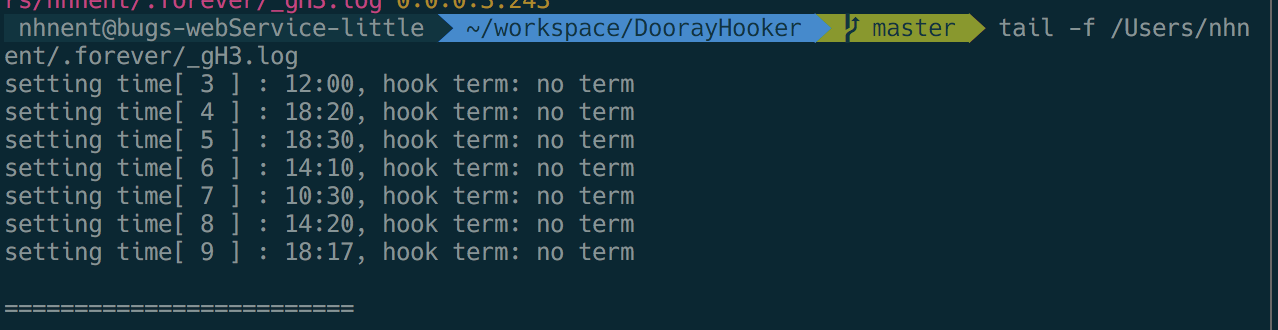 rs/nhnent/.forever/_gH3.log 0:0:0:3.243
nhnent@bugs-webService-little ~/workspace/DoorayHooker master tail -f /Users/nhn
ent/.forever/_gH3.log
setting time[ 3 ] : 12:00, hook term: no term
setting time[ 4 ] : 18:20, hook term: no term
setting time[ 5 ] : 18:30, hook term: no term
setting time[ 6 ] : 14:10, hook term: no term
setting time[ 7 ] : 10:30, hook term: no term
setting time[ 8 ] : 14:20, hook term: no term
setting time[ 9 ] : 18:17, hook term: no term
=========================